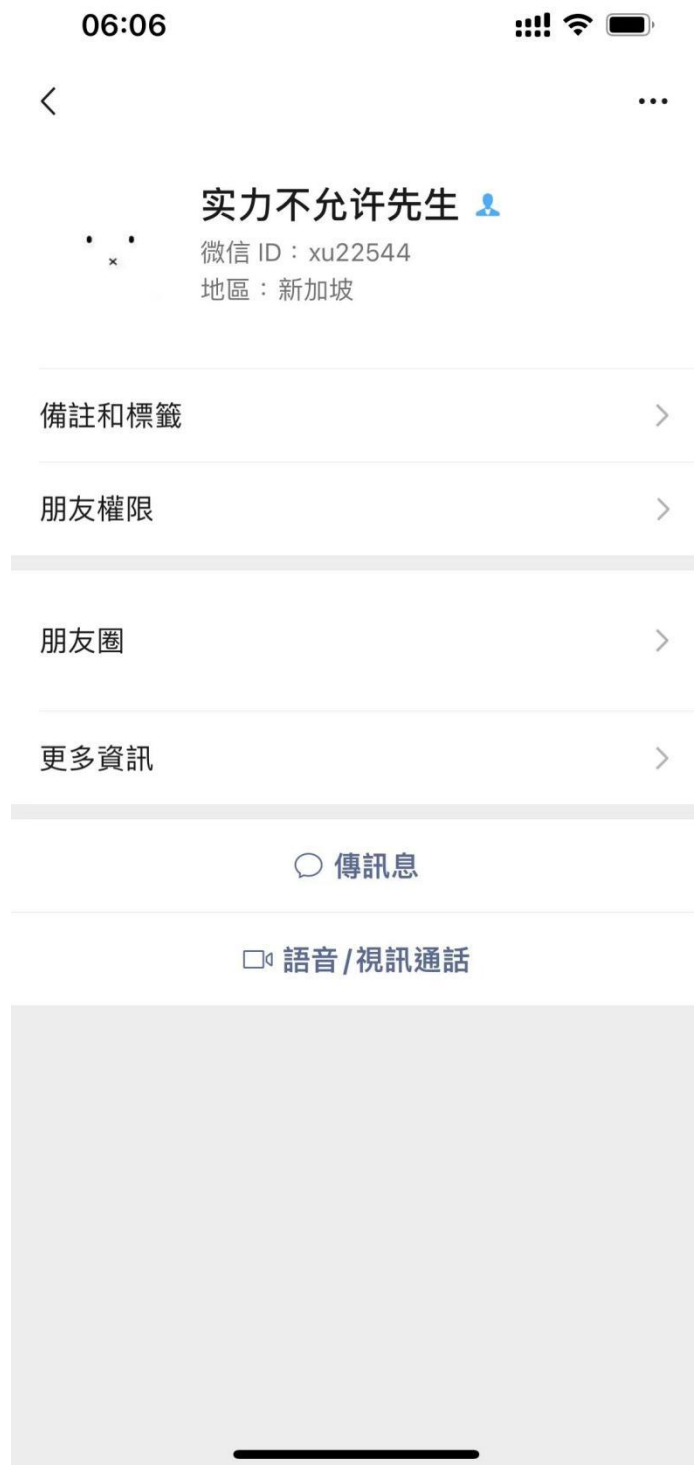 06:06
实力不允许先生
微信 ID：xu22544
地區：新加坡
備註和標籤
朋友權限
朋友圈
更多資訊
傳訊息
語音/視訊通話